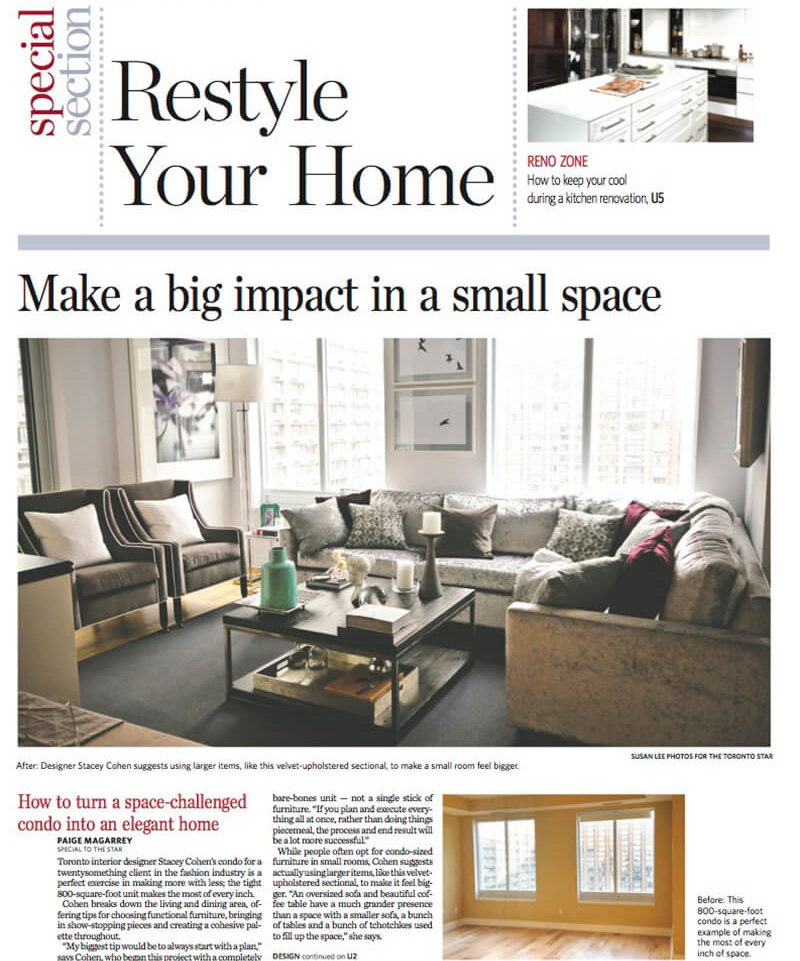 special
section
Restyle
Your Home
RENO ZONE
How to keep your cool
during a kitchen renovation, U5
Make a big impact in a small space
SUSAN LEE PHOTOS FOR THE TORONTO STAR
After: Designer Stacey Cohen suggests using larger items, like this velvet-upholstered sectional, to make a small room feel bigger.
How to turn a space-challenged
condo into an elegant home
PAIGE MAGARREY
SPECIAL TO THE STAR
Toronto interior designer Stacey Cohen's condo for a
twentysomething client in the fashion industry is a
perfect exercise in making more with less; the tight
800-square-foot unit makes the most of every inch.
Cohen breaks down the living and dining area, of-
fering tips for choosing functional furniture, bringing
in show-stopping pieces and creating a cohesive pal-
ette throughout.
"My biggest tip would be to always start with a plan,"
says Cohen, who began this project with a completely
bare-bones unit — not a single stick of
furniture. "If you plan and execute every-
thing all at once, rather than doing things
piecemeal, the process and end result will
be a lot more successful."
While people often opt for condo-sized
furniture in small rooms, Cohen suggests
actually using larger items, like this velvet-
upholstered sectional, to make it feel big-
ger. "An oversized sofa and beautiful cof-
fee table have a much grander presence
than a space with a smaller sofa, a bunch
of tables and a bunch of tchotchkes used
to fill up the space," she says.
DESIGN continued on U2
Before: This
800-square-foot
condo is a perfect
example of making
the most of every
inch of space.